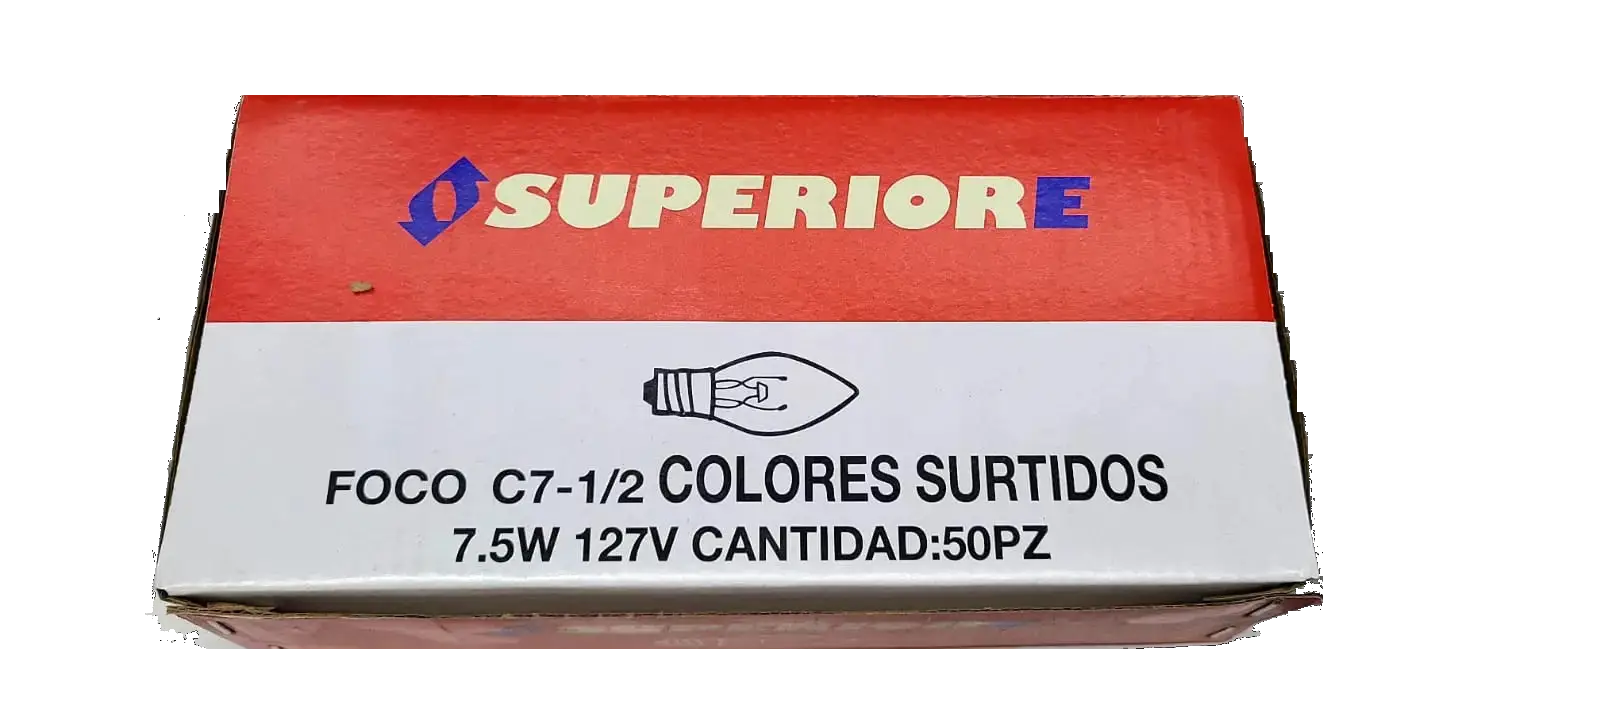 SUPERIORE
FOCO C7-1/2 COLORES SURTIDOS
7.5W 127V CANTIDAD:50PZ